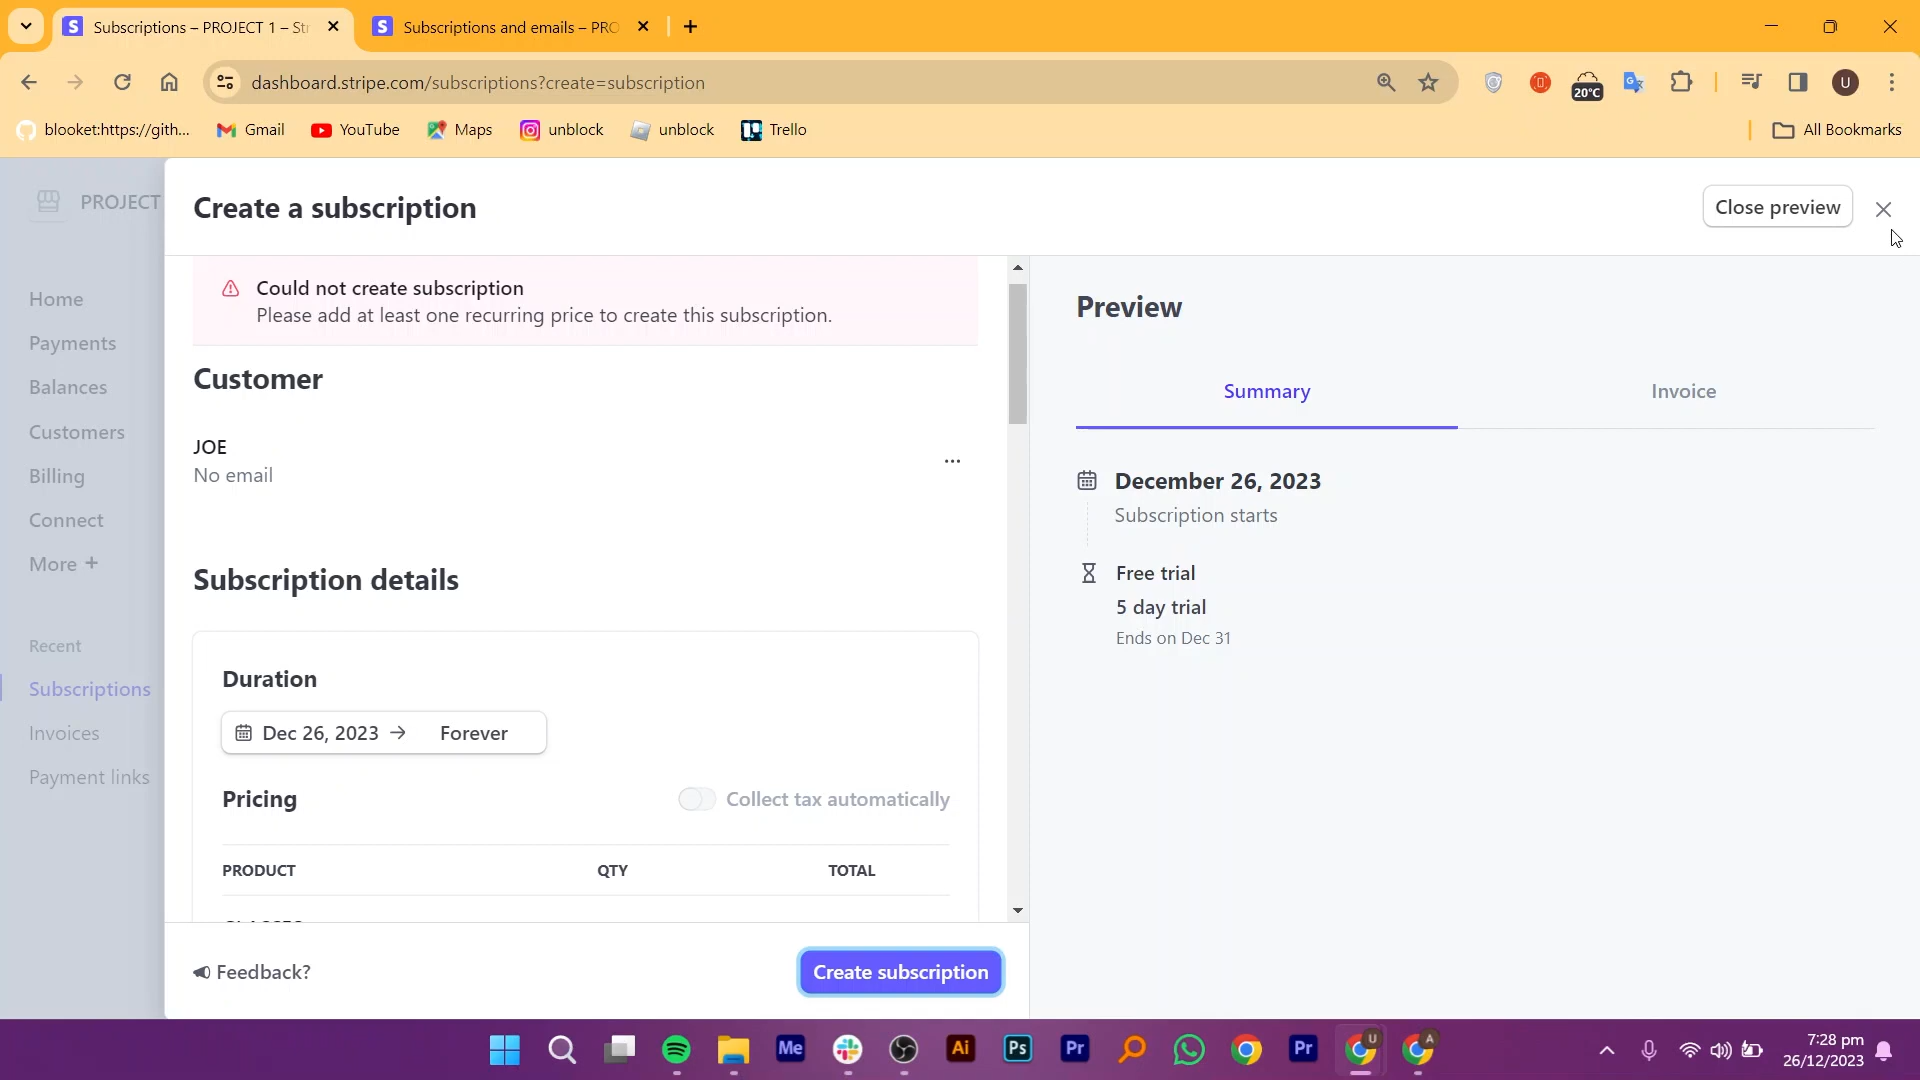 Subscriptions – PROJECT 1 – Str
Subscriptions and emails – PRO
dashboard.stripe.com/subscriptions?create=subscription
20°C
U
blooket:https://gith...
Gmail
YouTube
Maps
unblock
unblock
Trello
All Bookmarks
PROJECT
Create a subscription
Close preview
Could not create subscription
Please add at least one recurring price to create this subscription.
Home
Payments
Balances
Customers
Billing
Connect
More +
Recent
Subscriptions
Invoices
Payment links
Customer
JOE
No email
Subscription details
Duration
Dec 26, 2023 → Forever
Pricing
Collect tax automatically
PRODUCT QTY TOTAL
Feedback?
Create subscription
Preview
Summary Invoice
December 26, 2023
Subscription starts
Free trial
5 day trial
Ends on Dec 31
Me
Ai
Ps
Pr
Pr
U
A
7:28 pm
26/12/2023